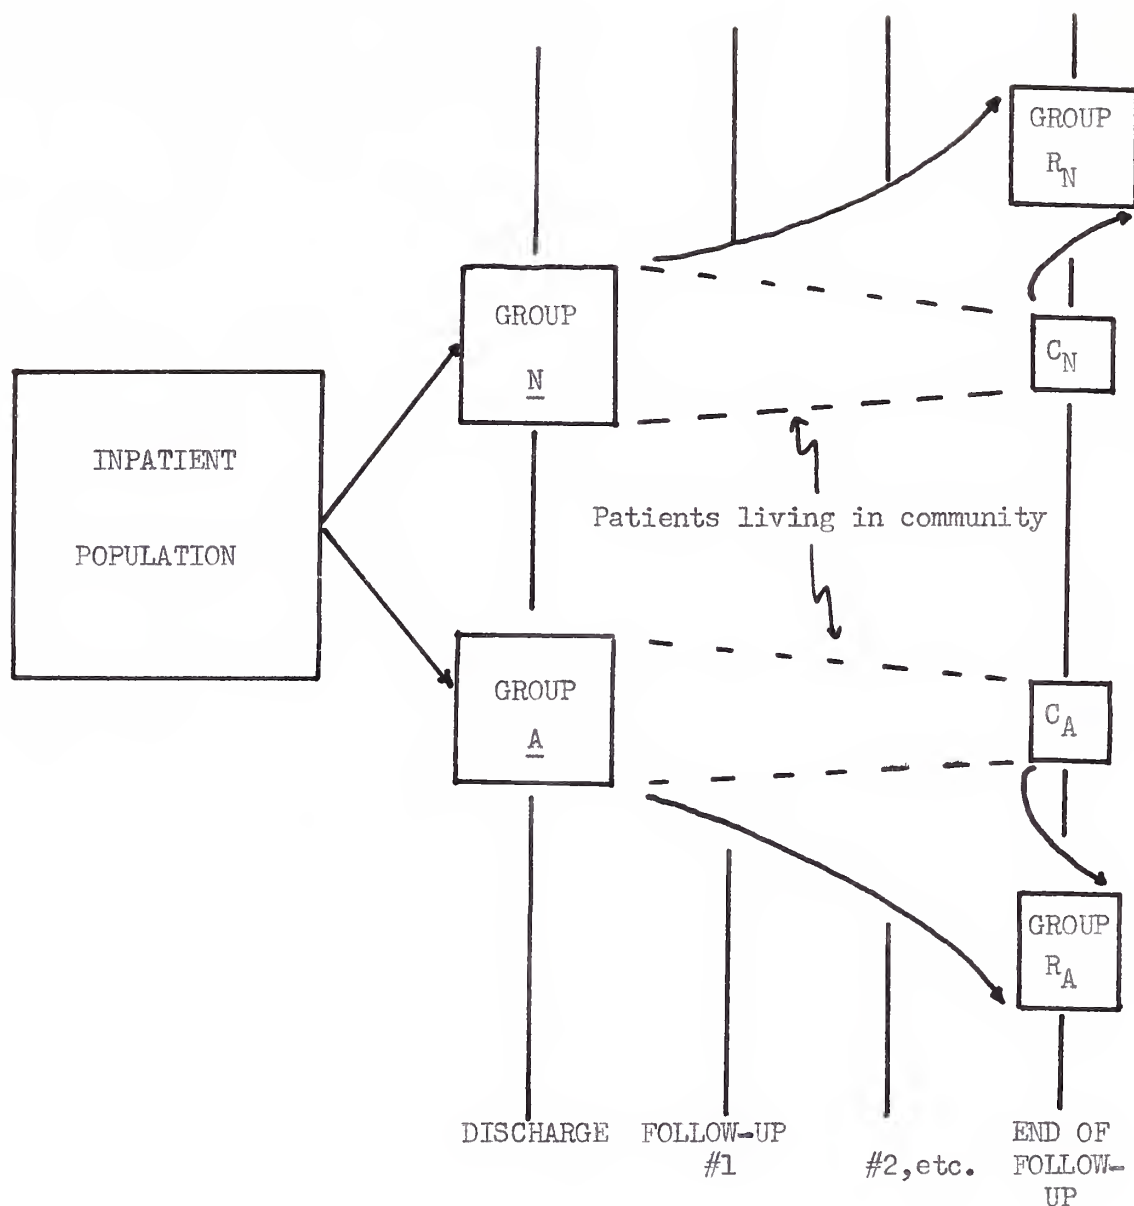 GROUP
R_N
GROUP
N
C_N
INPATIENT
POPULATION
Patients living in community
GROUP
A
C_A
GROUP
R_A
DISCHARGE
FOLLOW-UP
#1
#2,etc.
END OF
FOLLOW-
UP